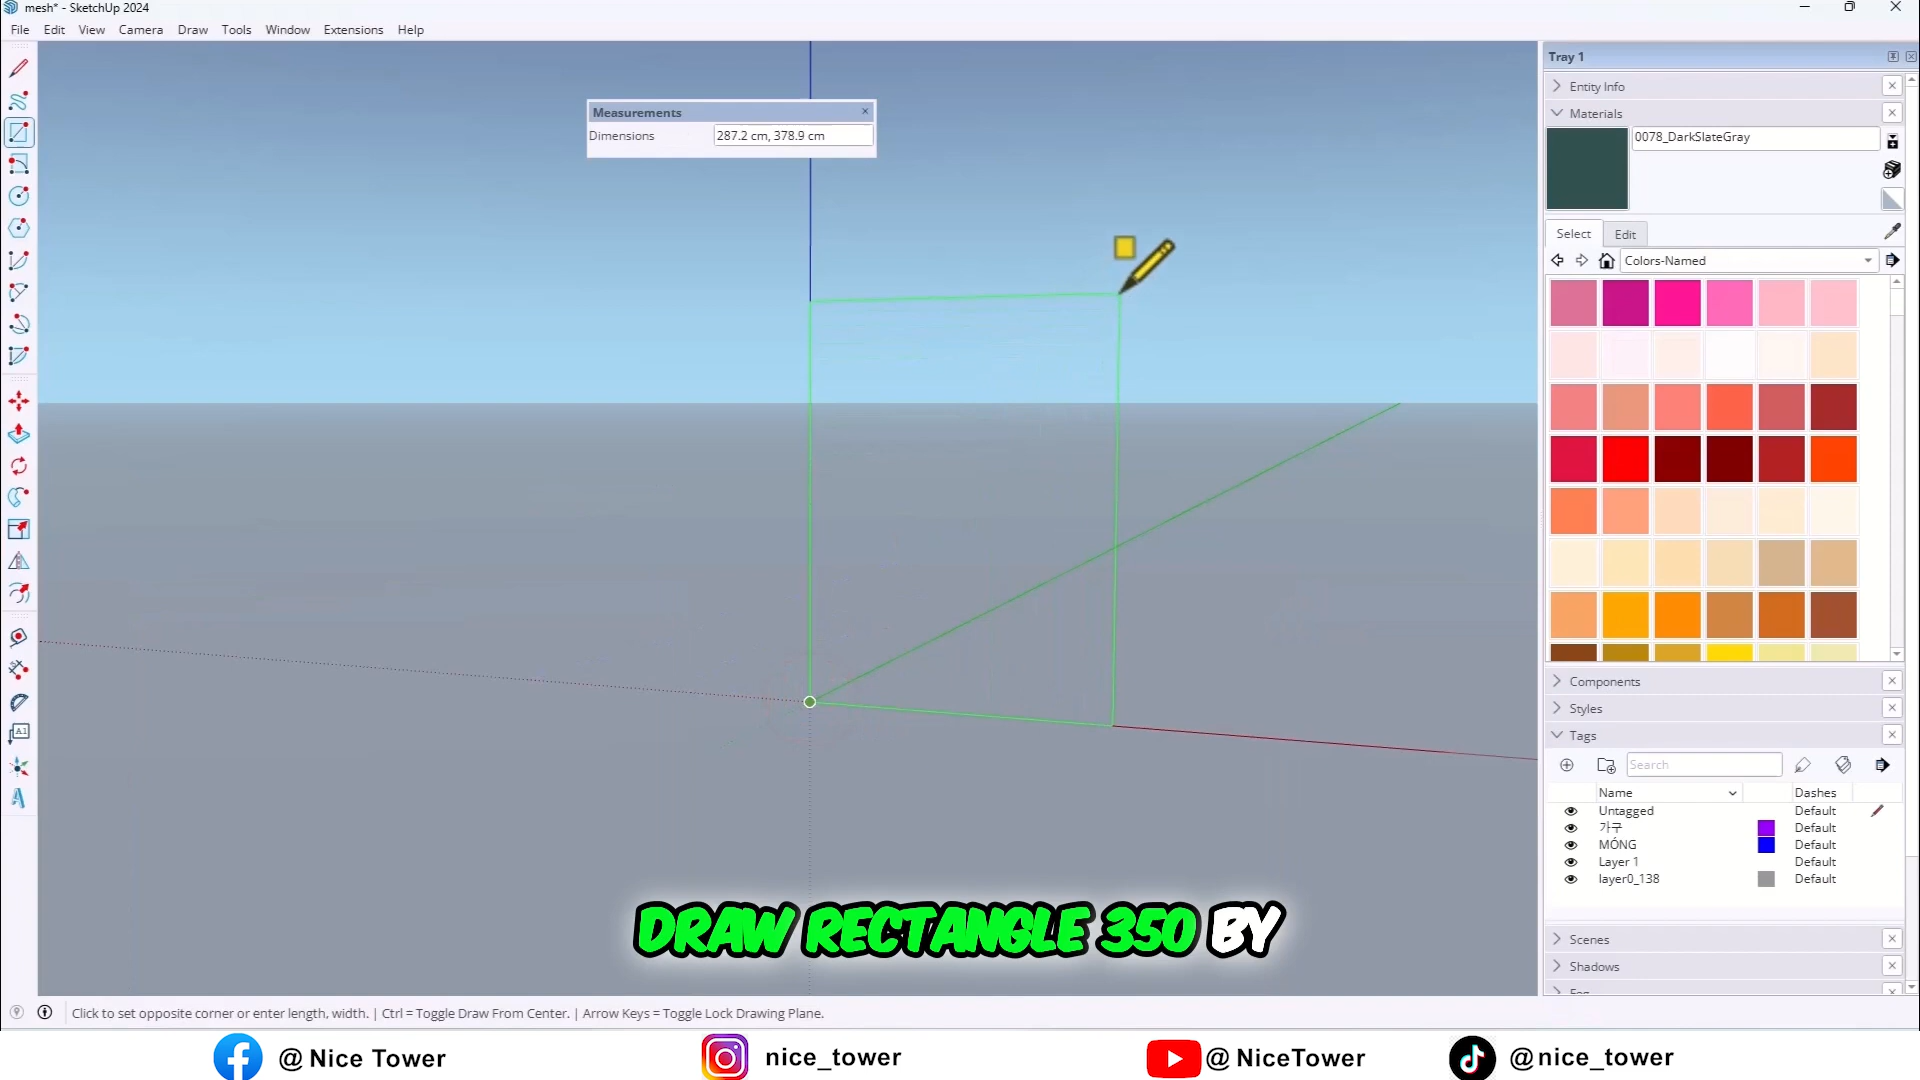 mesh* - SketchUp 2024
File Edit View Camera Draw Tools Window Extensions Help
Measurements
Dimensions 287.2 cm, 378.9 cm
Tray 1
Entity Info
Materials
0078_DarkSlateGray
Select Edit
Colors-Named
Components
Styles
Tags
Search
Name Dashes
Untagged Default
가구 Default
MÓNG Default
Layer 1 Default
layer0_138 Default
Scenes
Shadows
A1
A
DRAW RECTANGLE 350 BY
Click to set opposite corner or enter length, width. | Ctrl = Toggle Draw From Center. | Arrow Keys = Toggle Lock Drawing Plane.
@ Nice Tower nice_tower @ NiceTower @nice_tower